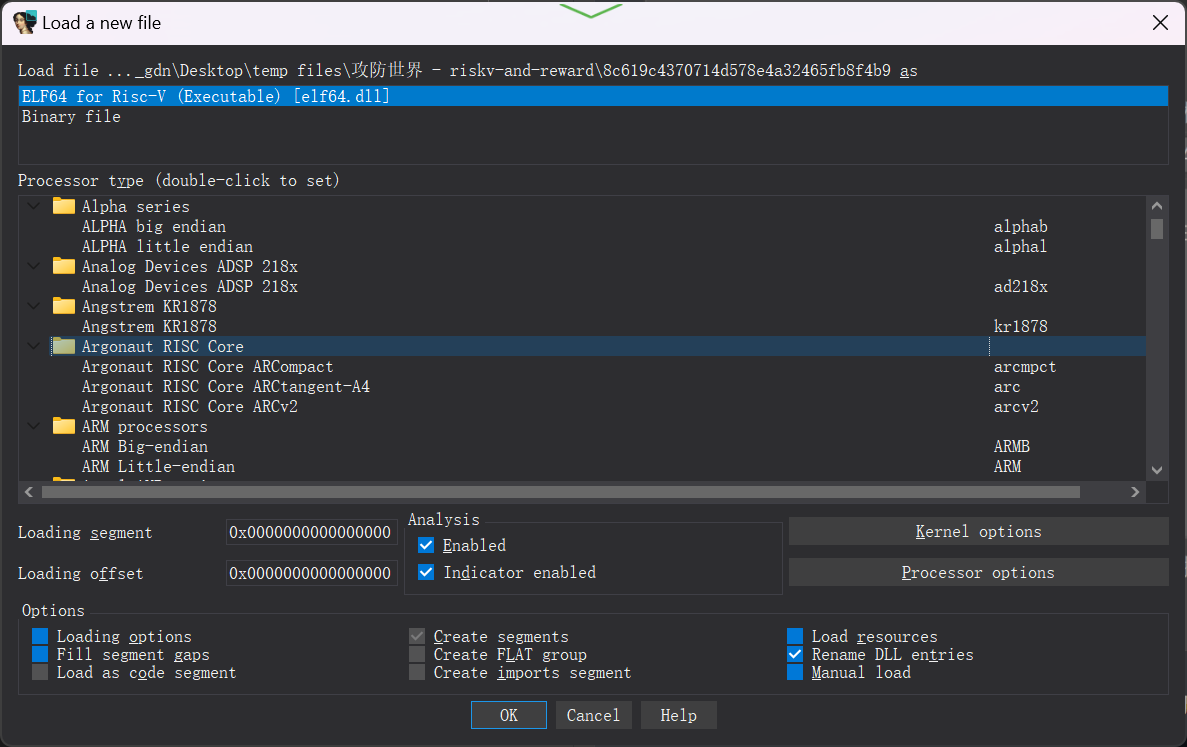 Load a new file
Load file ..._gdn\Desktop\temp files\攻防世界 - riskv-and-reward\8c619c4370714d578e4a32465fb8f4b9 as
ELF64 for Risc-V (Executable) [elf64.dll]
Binary file
Processor type (double-click to set)
Alpha series
ALPHA big endian alphab
ALPHA little endian alphal
Analog Devices ADSP 218x
Analog Devices ADSP 218x ad218x
Angstrem KR1878
Angstrem KR1878 kr1878
Argonaut RISC Core
Argonaut RISC Core ARCompact arcmpct
Argonaut RISC Core ARCtangent-A4 arc
Argonaut RISC Core ARCv2 arcv2
ARM processors
ARM Big-endian ARMB
ARM Little-endian ARM
Loading segment 0x0000000000000000
Loading offset 0x0000000000000000
Analysis
Enabled
Indicator enabled
Kernel options
Processor options
Options
Loading options
Fill segment gaps
Load as code segment
Create segments
Create FLAT group
Create imports segment
Load resources
Rename DLL entries
Manual load
OK
Cancel
Help